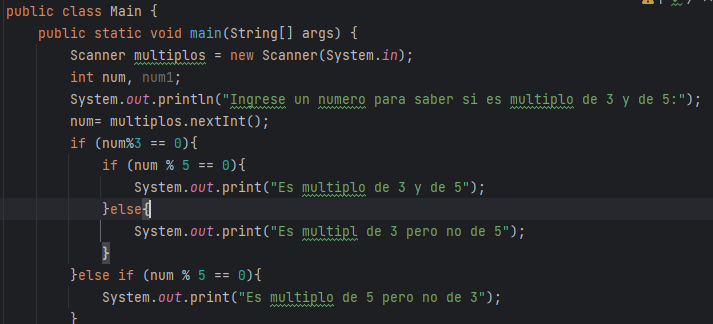 public class Main {
public static void main(String[] args) {
Scanner multiplos = new Scanner(System.in);
int num, num1;
System.out.println("Ingrese un numero para saber si es multiplo de 3 y de 5:");
num= multiplos.nextInt();
if (num%3 == 0){
if (num % 5 == 0){
System.out.print("Es multiplo de 3 y de 5");
}else{
System.out.print("Es multipl de 3 pero no de 5");
}
}else if (num % 5 == 0){
System.out.print("Es multiplo de 5 pero no de 3");
}